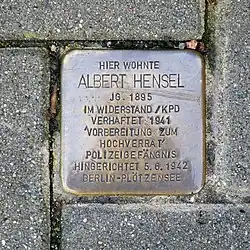 HIER WOHNTE
ALBERT HENSEL
JG. 1895
IM WIDERSTAND / KPD
VERHAFTET 1941
'VORBEREITUNG ZUM
HOCHVERRAT'
POLIZEIGEFÄNGNIS
HINGERICHTET 5.6.1942
BERLIN-PLÖTZENSEE